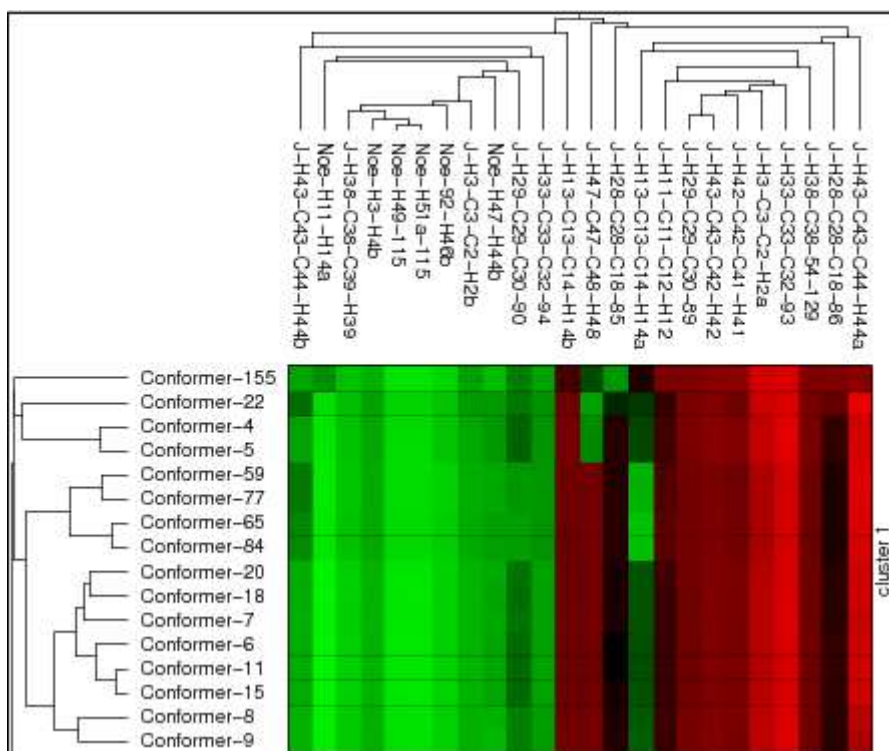 J-H43-C43-C44-H44b
Noe-H11-H14a
J-H38-C38-C39-H39
Noe-H3-H4b
Noe-H49-115
Noe-H51a-115
Noe-92-H46b
J-H3-C3-C2-H2b
Noe-H47-H44b
J-H29-C29-C30-90
J-H33-C33-C32-94
J-H13-C13-C14-H14b
J-H47-C47-C48-H48
J-H28-C28-C18-85
J-H13-C13-C14-H14a
J-H11-C11-C12-H12
J-H29-C29-C30-89
J-H43-C43-C42-H42
J-H42-C42-C41-H41
J-H3-C3-C2-H2a
J-H33-C33-C32-93
J-H38-C38-54-129
J-H28-C28-C18-86
J-H43-C43-C44-H44a
Conformer-155
Conformer-22
Conformer-4
Conformer-5
Conformer-59
Conformer-77
Conformer-65
Conformer-84
Conformer-20
Conformer-18
Conformer-7
Conformer-6
Conformer-11
Conformer-15
Conformer-8
Conformer-9
cluster
1